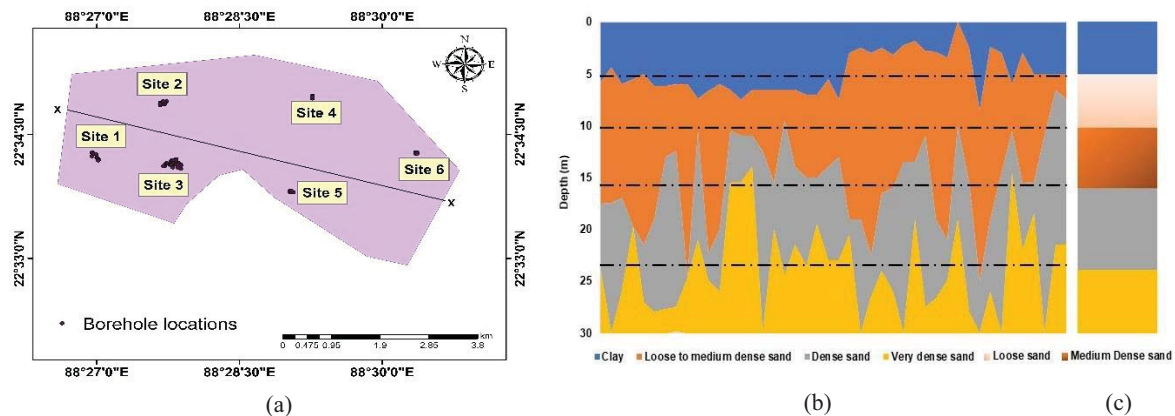 88°27'0"E 88°28'30"E 88°30'0"E
N
W E
S
Site 2
Site 4
x
Site 1
Site 3
Site 5
Site 6
x
22°34'30"N
22°33'0"N
22°34'30"N
22°33'0"N
Borehole locations
km
0 0.475 0.95 1.9 2.85 3.8
88°27'0"E 88°28'30"E 88°30'0"E
(a)
Depth (m)
0
5
10
15
20
25
30
Clay Loose to medium dense sand Dense sand Very dense sand Loose sand Medium Dense sand
(b)
(c)